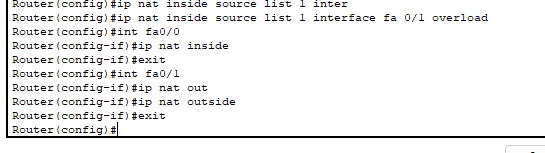 Router(config)#ip nat inside source list 1 inter
Router(config)#ip nat inside source list 1 interface fa 0/1 overload
Router(config)#int fa0/0
Router(config-if)#ip nat inside
Router(config-if)#exit
Router(config)#int fa0/1
Router(config-if)#ip nat out
Router(config-if)#ip nat outside
Router(config-if)#exit
Router(config)#